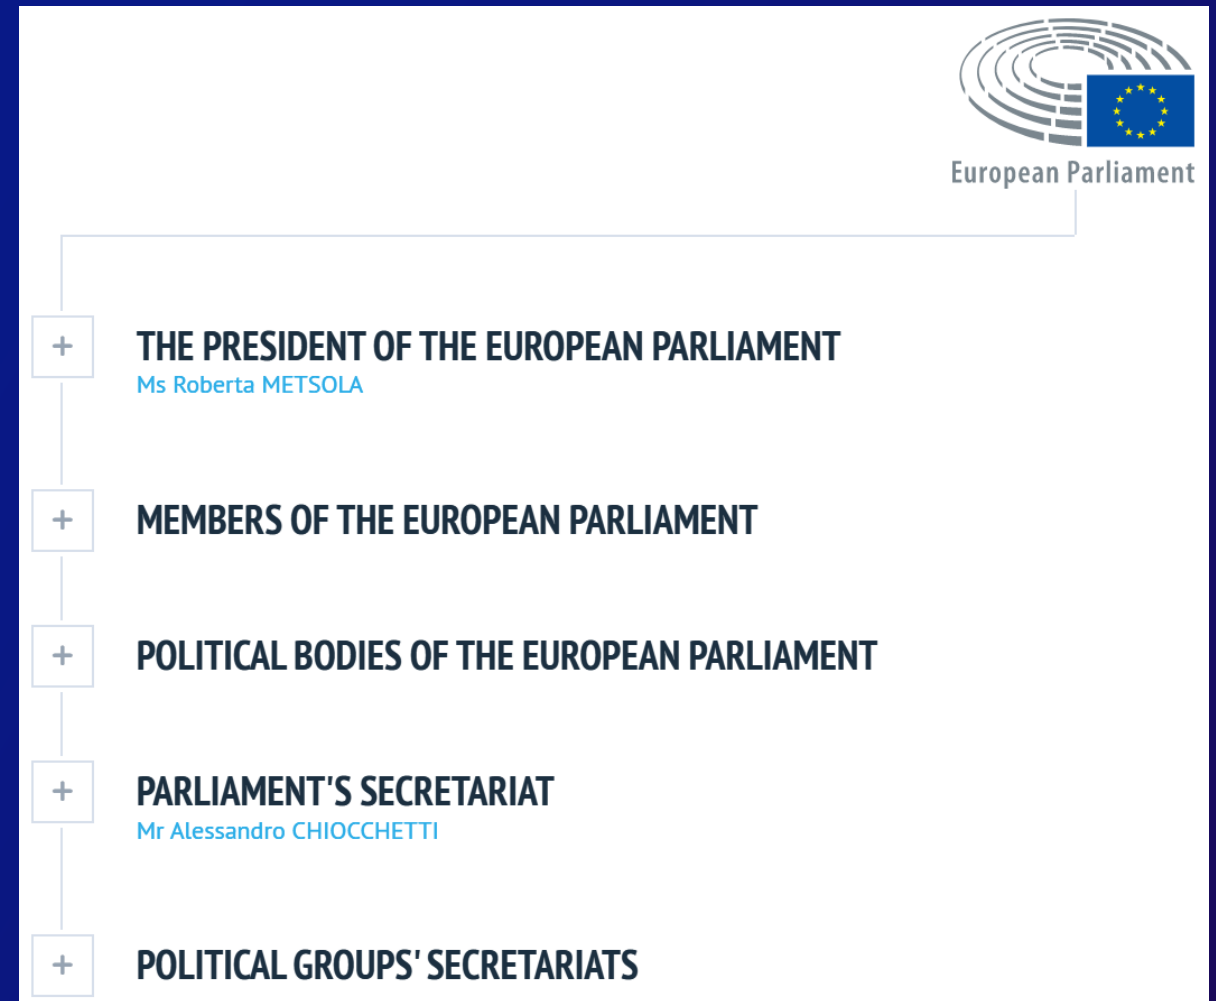 European Parliament
THE PRESIDENT OF THE EUROPEAN PARLIAMENT
Ms Roberta METSOLA
MEMBERS OF THE EUROPEAN PARLIAMENT
POLITICAL BODIES OF THE EUROPEAN PARLIAMENT
PARLIAMENT'S SECRETARIAT
Mr Alessandro CHIOCCHETTI
POLITICAL GROUPS' SECRETARIATS